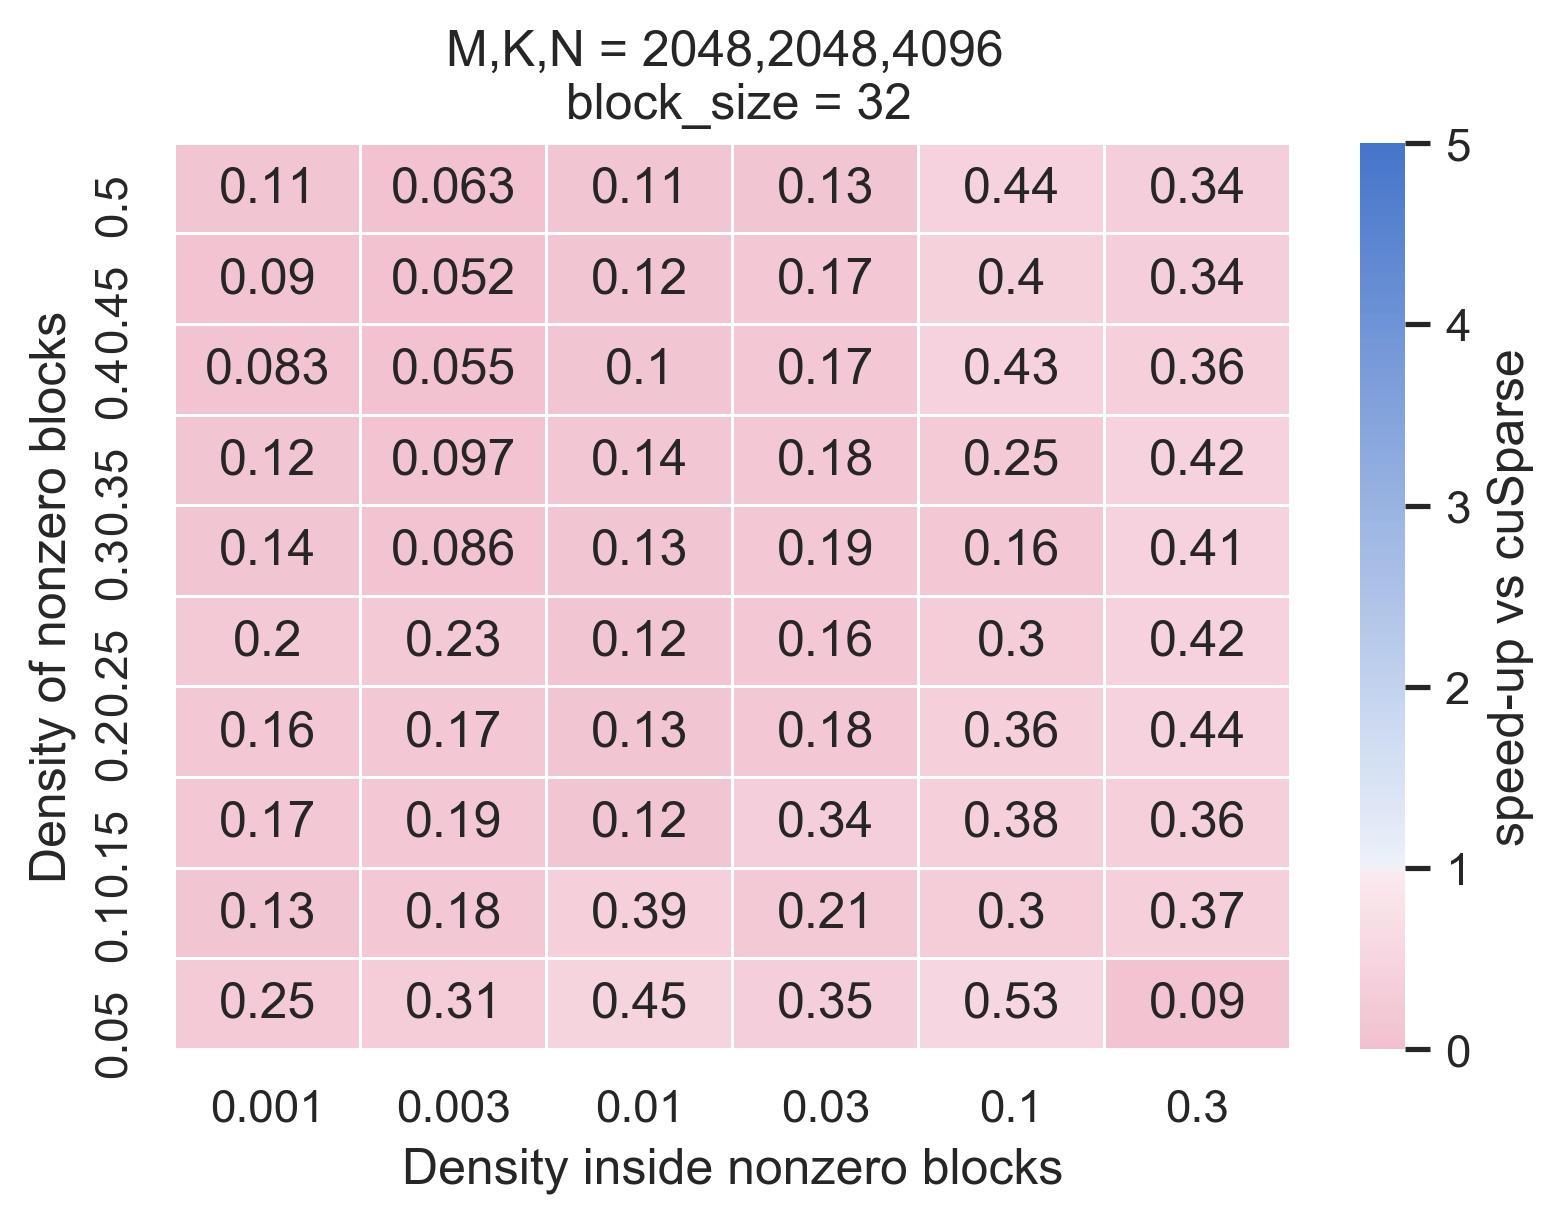 M,K,N = 2048,2048,4096
block_size = 32
Density of nonzero blocks
0.5 0.11 0.063 0.11 0.13 0.44 0.34
0.45 0.09 0.052 0.12 0.17 0.4 0.34
0.4 0.083 0.055 0.1 0.17 0.43 0.36
0.35 0.12 0.097 0.14 0.18 0.25 0.42
0.3 0.14 0.086 0.13 0.19 0.16 0.41
0.25 0.2 0.23 0.12 0.16 0.3 0.42
0.2 0.16 0.17 0.13 0.18 0.36 0.44
0.15 0.17 0.19 0.12 0.34 0.38 0.36
0.1 0.13 0.18 0.39 0.21 0.3 0.37
0.05 0.25 0.31 0.45 0.35 0.53 0.09
0.001 0.003 0.01 0.03 0.1 0.3
Density inside nonzero blocks
5
4
3
2
1
0
speed-up vs cuSparse